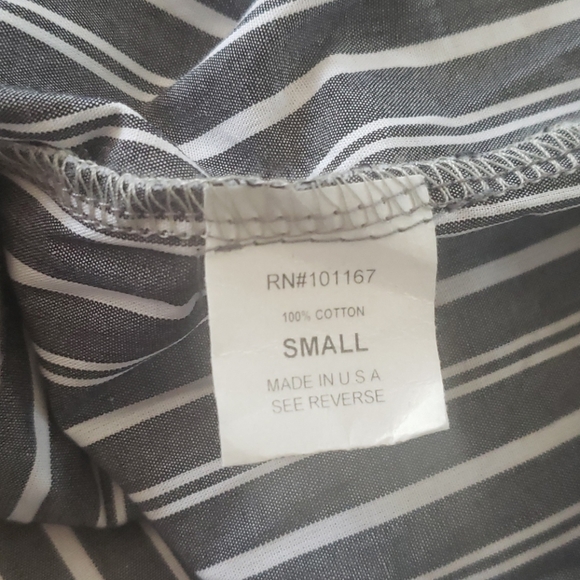 RN#101167
100% COTTON
SMALL
MADE IN U S A
SEE REVERSE